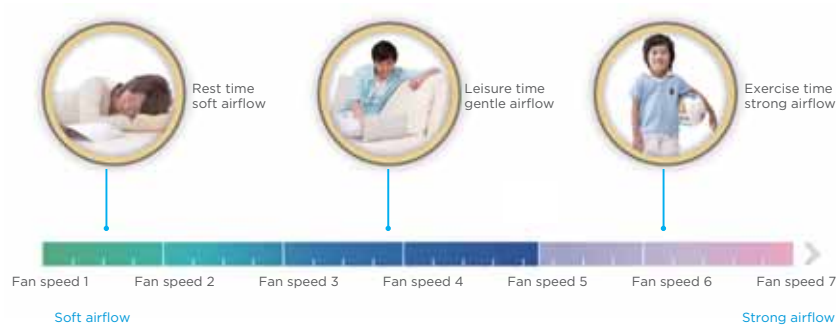 Rest time
soft airflow
Leisure time
gentle airflow
Exercise time
strong airflow
Fan speed 1
Fan speed 2
Fan speed 3
Fan speed 4
Fan speed 5
Fan speed 6
Fan speed 7
Soft airflow
Strong airflow